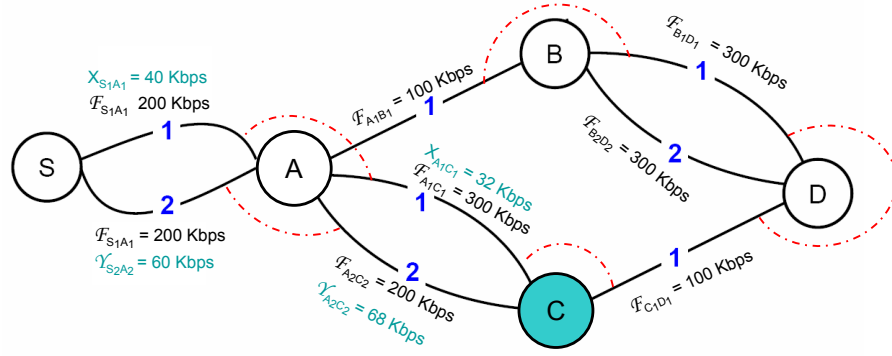 X_S1A1 = 40 Kbps
ℱ_S1A1 200 Kbps
1
S
2
ℱ_S1A1 = 200 Kbps
Y_S2A2 = 60 Kbps
A
ℱ_A1B1 = 100 Kbps
1
B
ℱ_B1D1 = 300 Kbps
1
ℱ_B2D2 = 300 Kbps
2
X_A1C1 = 32 Kbps
ℱ_A1C1 = 300 Kbps
1
2
ℱ_A2C2 = 200 Kbps
Y_A2C2 = 68 Kbps
C
1
ℱ_C1D1 = 100 Kbps
D